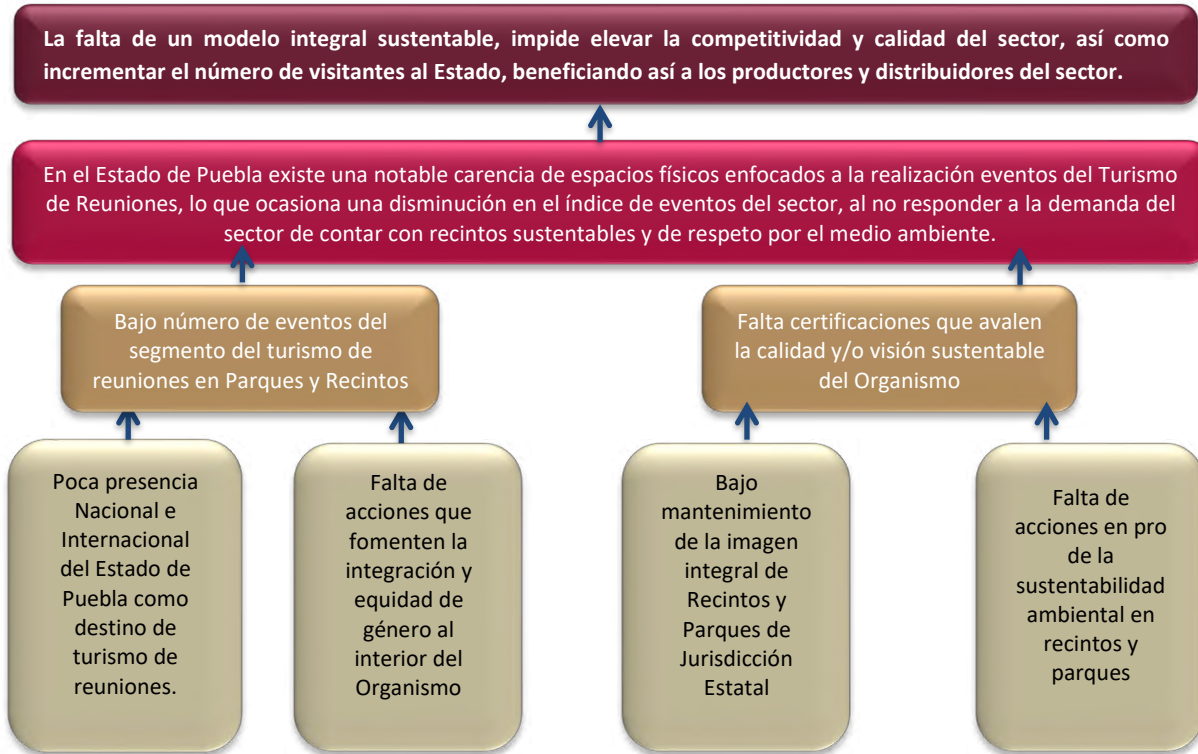 La falta de un modelo integral sustentable, impide elevar la competitividad y calidad del sector, así como
incrementar el número de visitantes al Estado, beneficiando así a los productores y distribuidores del sector.
En el Estado de Puebla existe una notable carencia de espacios físicos enfocados a la realización eventos del Turismo
de Reuniones, lo que ocasiona una disminución en el índice de eventos del sector, al no responder a la demanda del
sector de contar con recintos sustentables y de respeto por el medio ambiente.
Bajo número de eventos del
segmento del turismo de
reuniones en Parques y Recintos
Falta certificaciones que avalen
la calidad y/o visión sustentable
del Organismo
Poca presencia
Nacional e
Internacional
del Estado de
Puebla como
destino de
turismo de
reuniones.
Falta de
acciones que
fomenten la
integración y
equidad de
género al
interior del
Organismo
Bajo
mantenimiento
de la imagen
integral de
Recintos y
Parques de
Jurisdicción
Estatal
Falta de
acciones en pro
de la
sustentabilidad
ambiental en
recintos y
parques